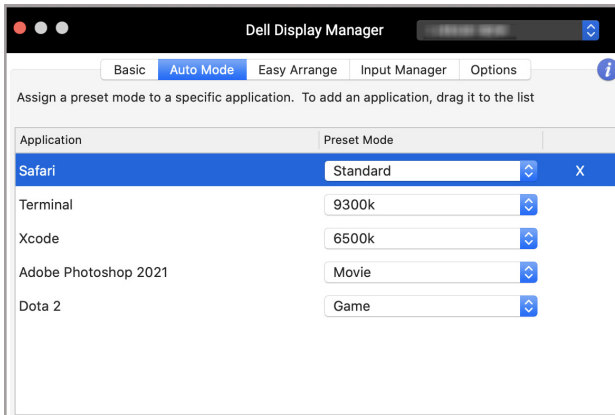 Dell Display Manager
Basic Auto Mode Easy Arrange Input Manager Options i
Assign a preset mode to a specific application. To add an application, drag it to the list
Application Preset Mode
Safari Standard X
Terminal 9300k
Xcode 6500k
Adobe Photoshop 2021 Movie
Dota 2 Game